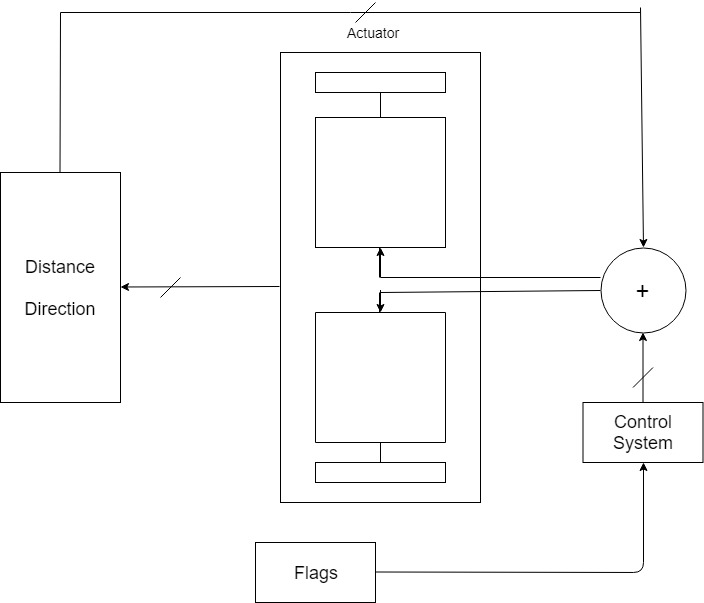 Actuator
Distance
Direction
+
Control
System
Flags